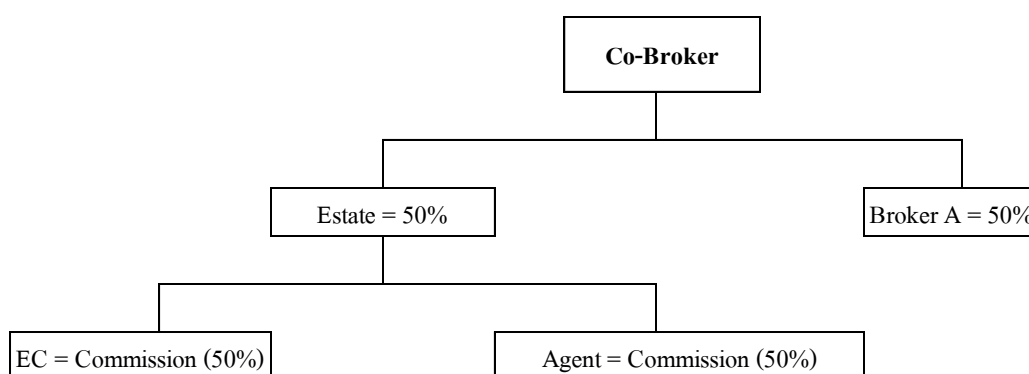 Co-Broker
Estate = 50%
Broker A = 50%
EC = Commission (50%)
Agent = Commission (50%)